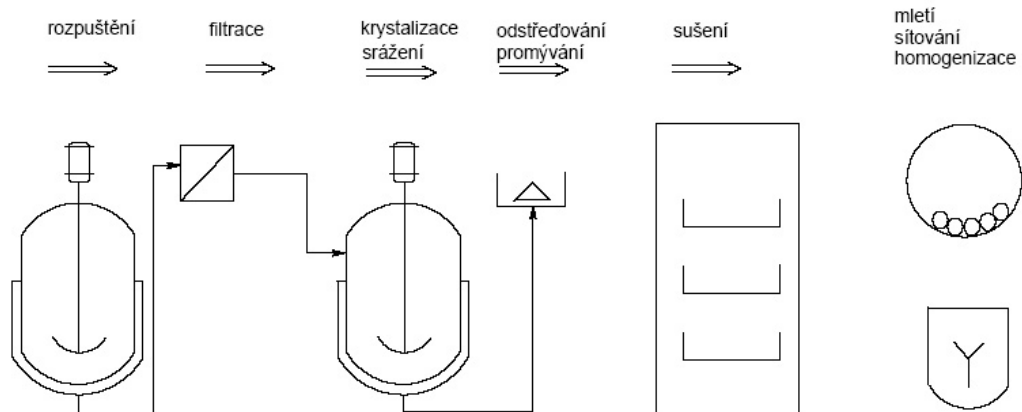 rozpuštění
filtrace
krystalizace
srážení
odstřeďování
promývání
sušení
mletí
sítování
homogenizace